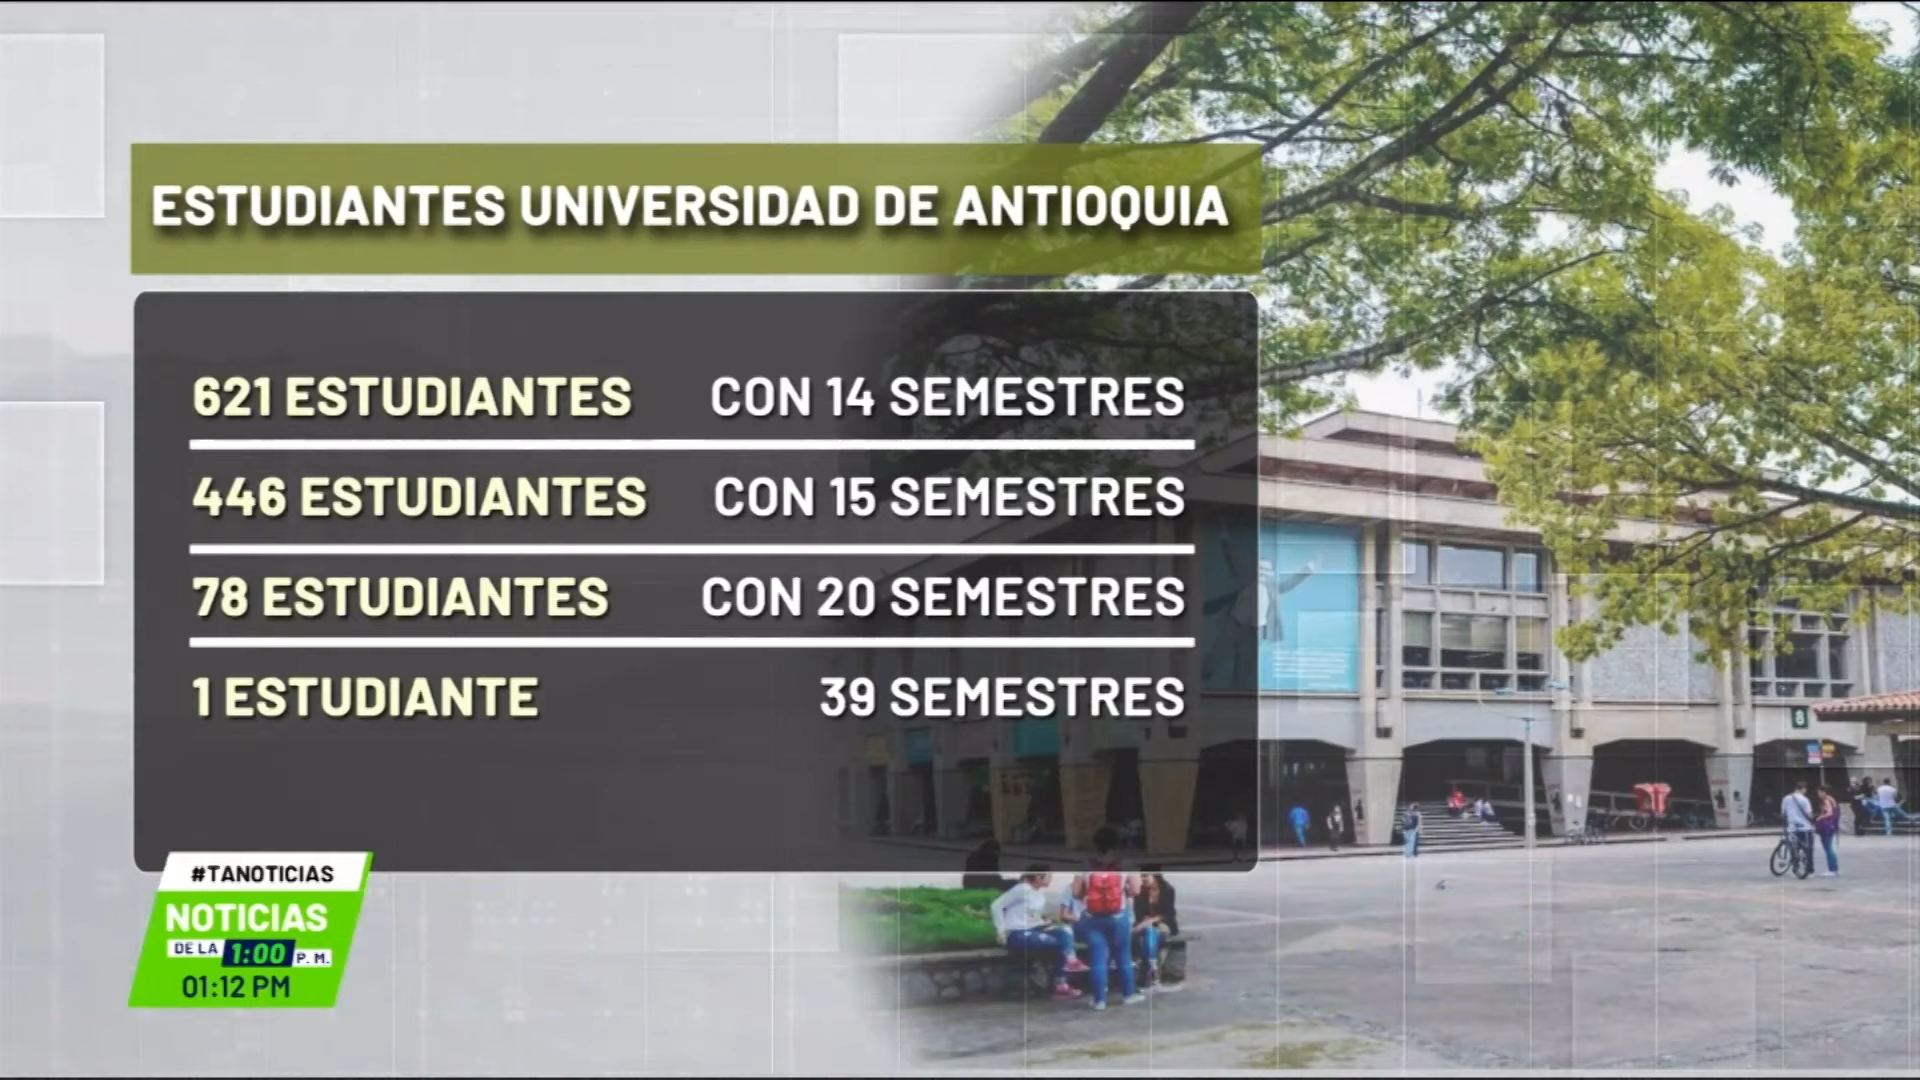 ESTUDIANTES UNIVERSIDAD DE ANTIOQUIA
621 ESTUDIANTES CON 14 SEMESTRES
446 ESTUDIANTES CON 15 SEMESTRES
78 ESTUDIANTES CON 20 SEMESTRES
1 ESTUDIANTE 39 SEMESTRES
8
#TANOTICIAS
NOTICIAS
DE LA 1:00 P. M.
01:12 PM